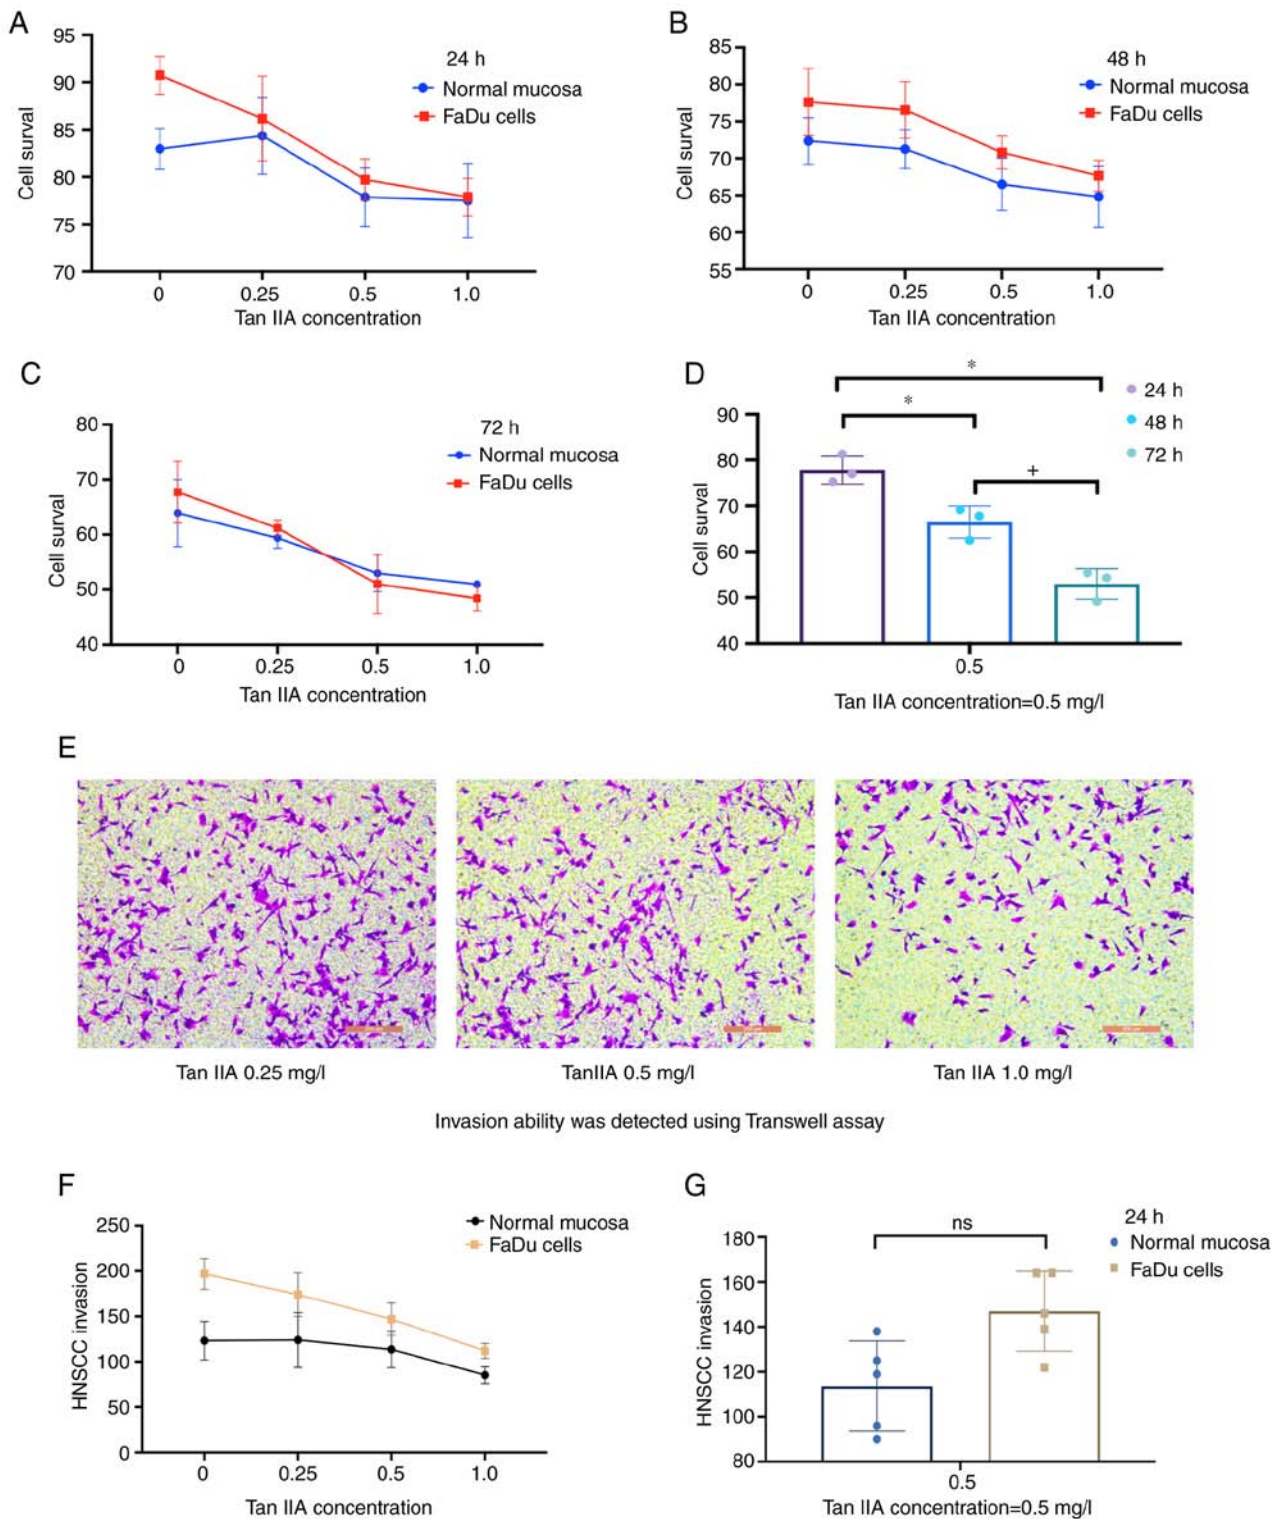 A
95
90
85
80
75
70
Cell surval
24 h
Normal mucosa
FaDu cells
0 0.25 0.5 1.0
Tan IIA concentration
B
85
80
75
70
65
60
55
Cell surval
48 h
Normal mucosa
FaDu cells
0 0.25 0.5 1.0
Tan IIA concentration
C
80
70
60
50
40
Cell surval
72 h
Normal mucosa
FaDu cells
0 0.25 0.5 1.0
Tan IIA concentration
D
90
80
70
60
50
40
Cell surval
*
*
+
24 h
48 h
72 h
0.5
Tan IIA concentration=0.5 mg/l
E
Tan IIA 0.25 mg/l
TanIIA 0.5 mg/l
Tan IIA 1.0 mg/l
Invasion ability was detected using Transwell assay
F
250
200
150
100
50
0
HNSCC invasion
Normal mucosa
FaDu cells
0 0.25 0.5 1.0
Tan IIA concentration
G
180
160
140
120
100
80
HNSCC invasion
ns
24 h
Normal mucosa
FaDu cells
0.5
Tan IIA concentration=0.5 mg/l